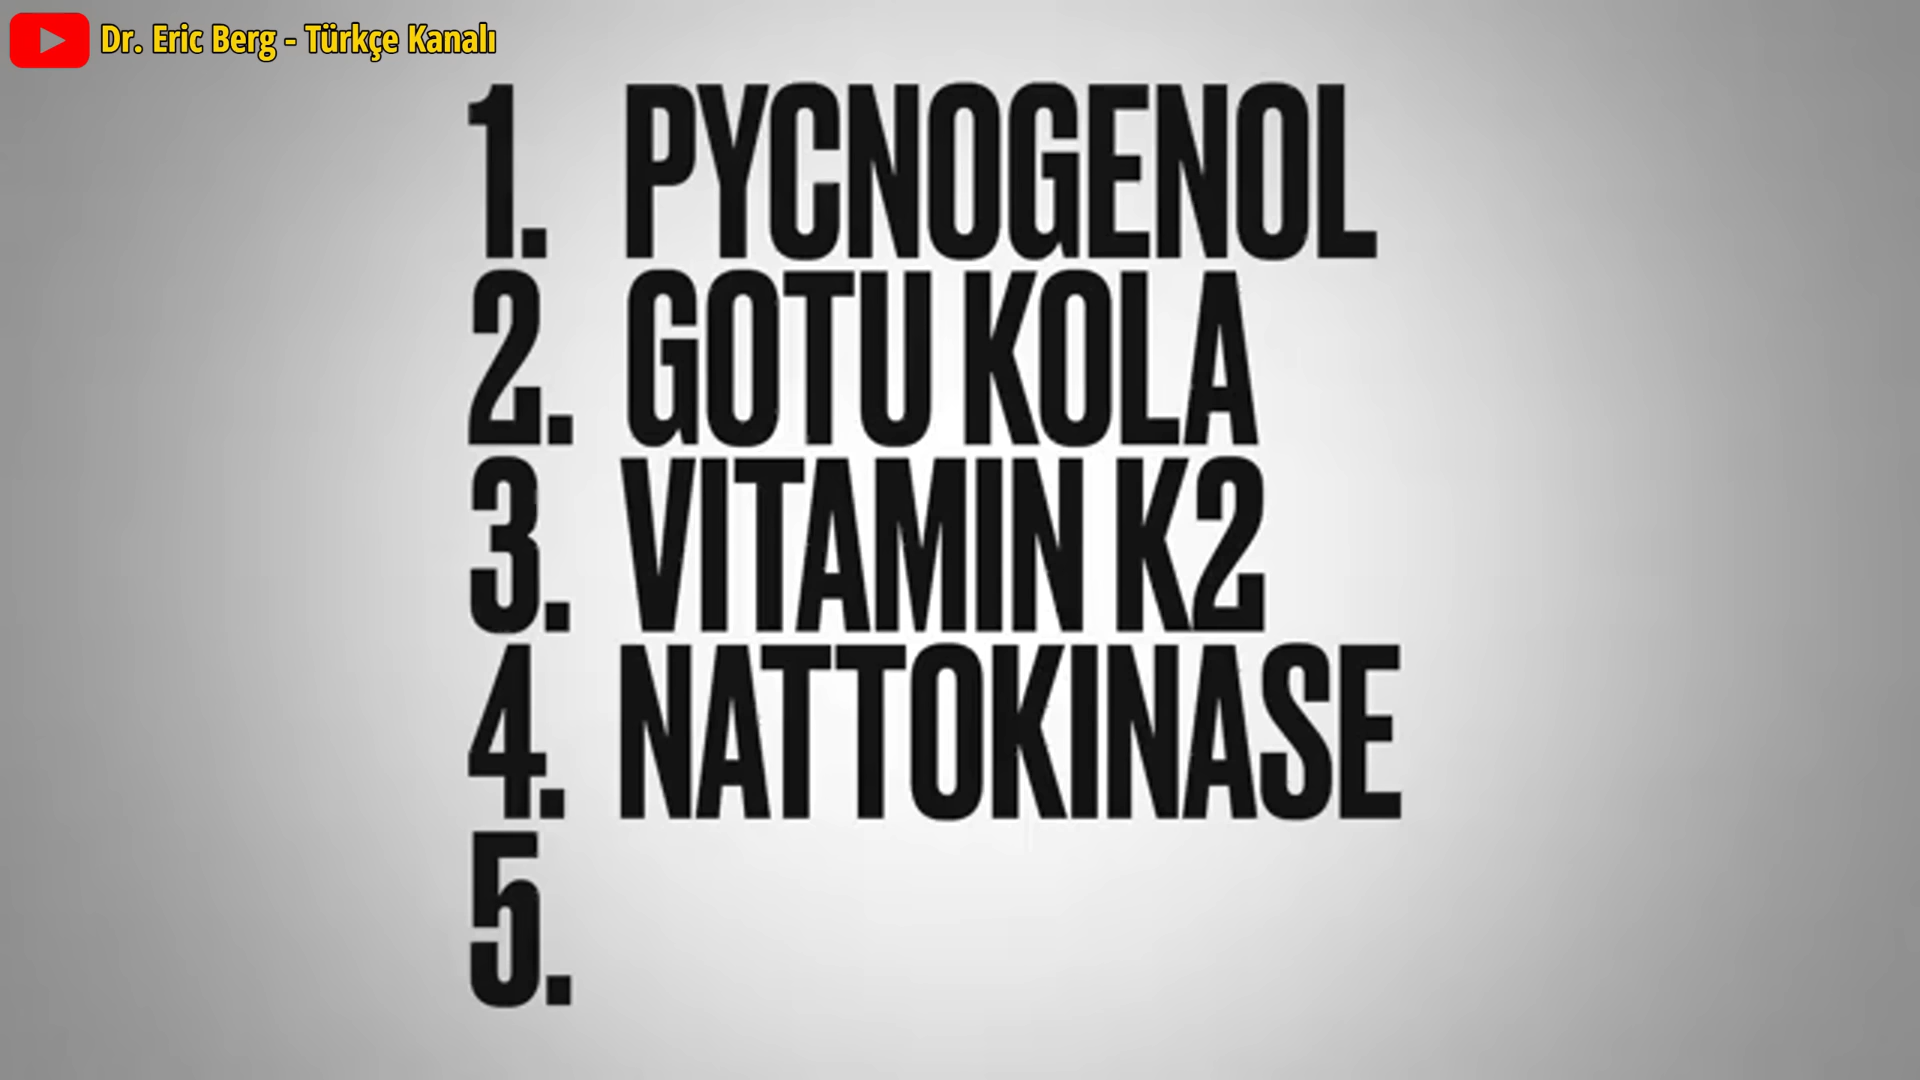 Dr. Eric Berg - Türkçe Kanalı
1. PYCNOGENOL
2. GOTU KOLA
3. VITAMIN K2
4. NATTOKINASE
5.